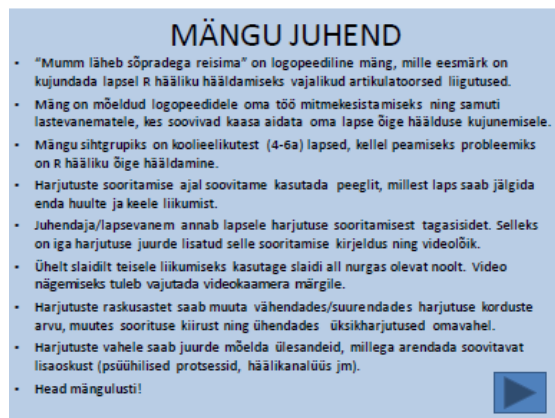 MÄNGU JUHEND
• “Mumm läheb sõpradega reisima” on logopeediline mäng, mille eesmärk on
kujundada lapsel R hääliku hääldamiseks vajalikud artikulatoorsed liigutused.
• Mäng on mõeldud logopeedidele oma töö mitmekesistamiseks ning samuti
lastevanematele, kes soovivad kaasa aidata oma lapse õige häälduse kujunemisele.
• Mängu sihtgrupiks on koolieelikutest (4-6a) lapsed, kellel peamiseks probleemiks
on R hääliku õige hääldamine.
• Harjutuste sooritamise ajal soovitame kasutada peeglit, millest laps saab jälgida
enda huulte ja keele liikumist.
• Juhendaja/lapsevanem annab lapsele harjutuse sooritamisest tagasisidet. Selleks
on iga harjutuse juurde lisatud selle sooritamise kirjeldus ning videolõik.
• Ühelt slaidilt teisele liikumiseks kasutage slaidi all nurgas olevat noolt. Video
nägemiseks tuleb vajutada videokaamera märgile.
• Harjutuste raskusastet saab muuta vähendades/suurendades harjutuse korduste
arvu, muutes soorituse kiirust ning ühendades üksikharjutused omavahel.
• Harjutuste vahele saab juurde mõelda ülesandeid, millega arendada soovitavat
lisaoskust (psüühilised protsessid, häälikanalüüs jm).
• Head mängulusti!